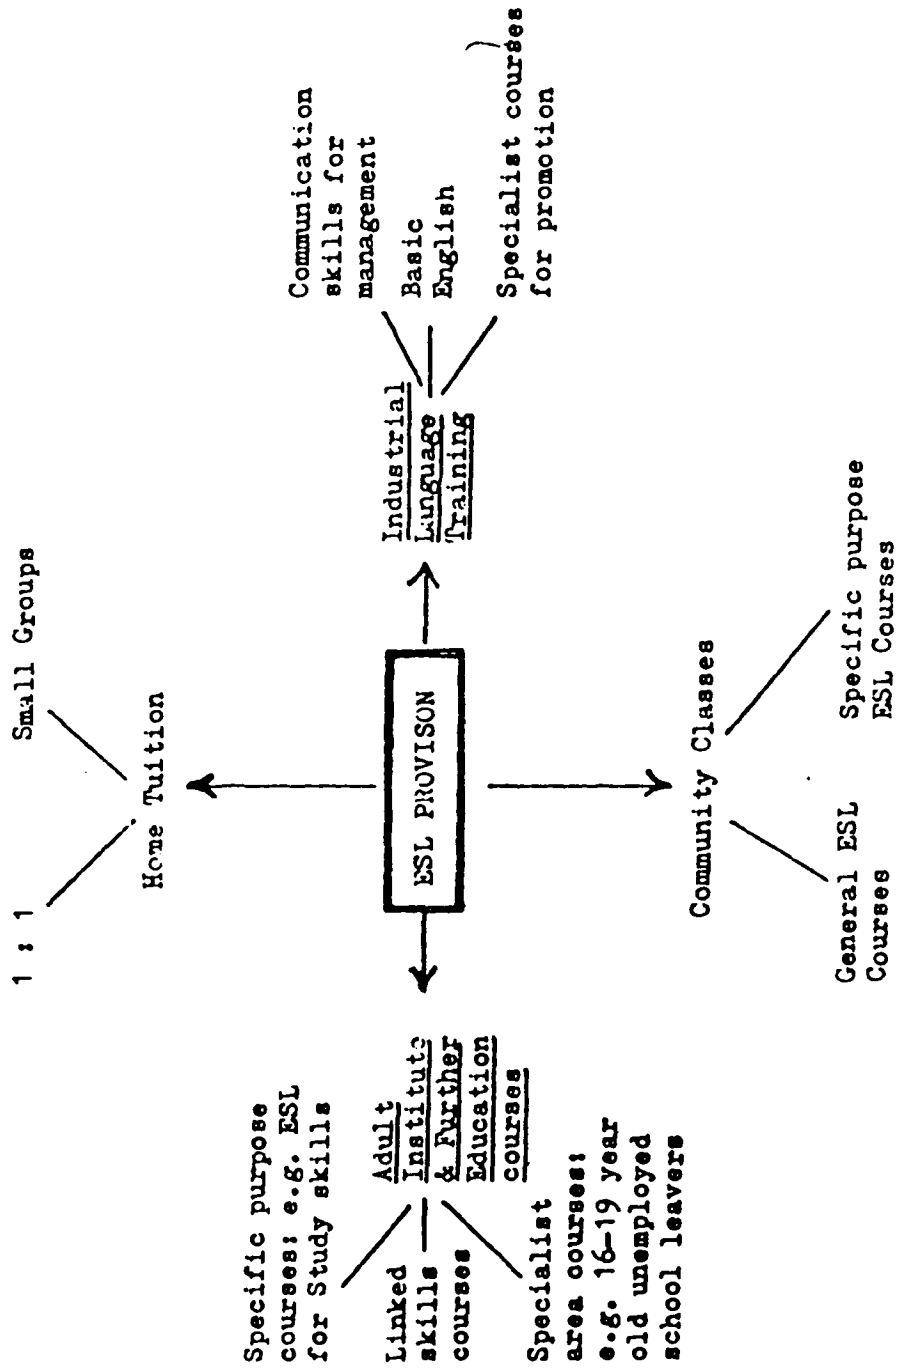 1 : 1
Small Groups
Home Tuition
Specific purpose
courses: e.g. ESL
for Study skills
Linked
skills
courses
Specialist
area courses:
e.g. 16-19 year
old unemployed
school leavers
Adult
Institute
& Further
Education
courses
ESL PROVISON
Industrial
Language
Training
Communication
skills for
management
Basic
English
Specialist courses
for promotion
Community Classes
General ESL
Courses
Specific purpose
ESL Courses